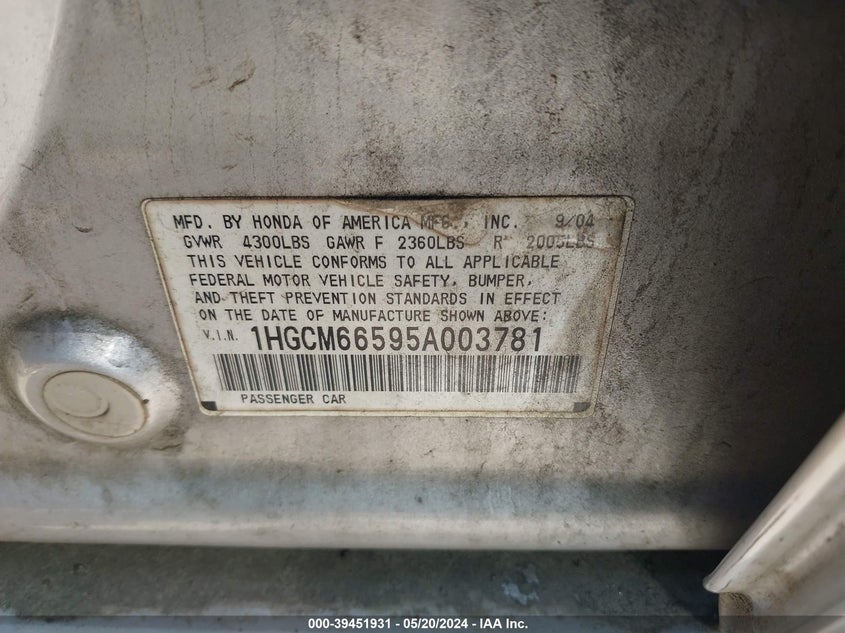 MFD. BY HONDA OF AMERICA MFG., INC. 9/04
GVWR 4300LBS GAWR F 2360LBS R 2005LBS
THIS VEHICLE CONFORMS TO ALL APPLICABLE
FEDERAL MOTOR VEHICLE SAFETY, BUMPER,
AND THEFT PREVENTION STANDARDS IN EFFECT
ON THE DATE OF MANUFACTURE SHOWN ABOVE:
V.I.N. 1HGCM66595A003781
PASSENGER CAR
000-39451931 - 05/20/2024 - IAA Inc.